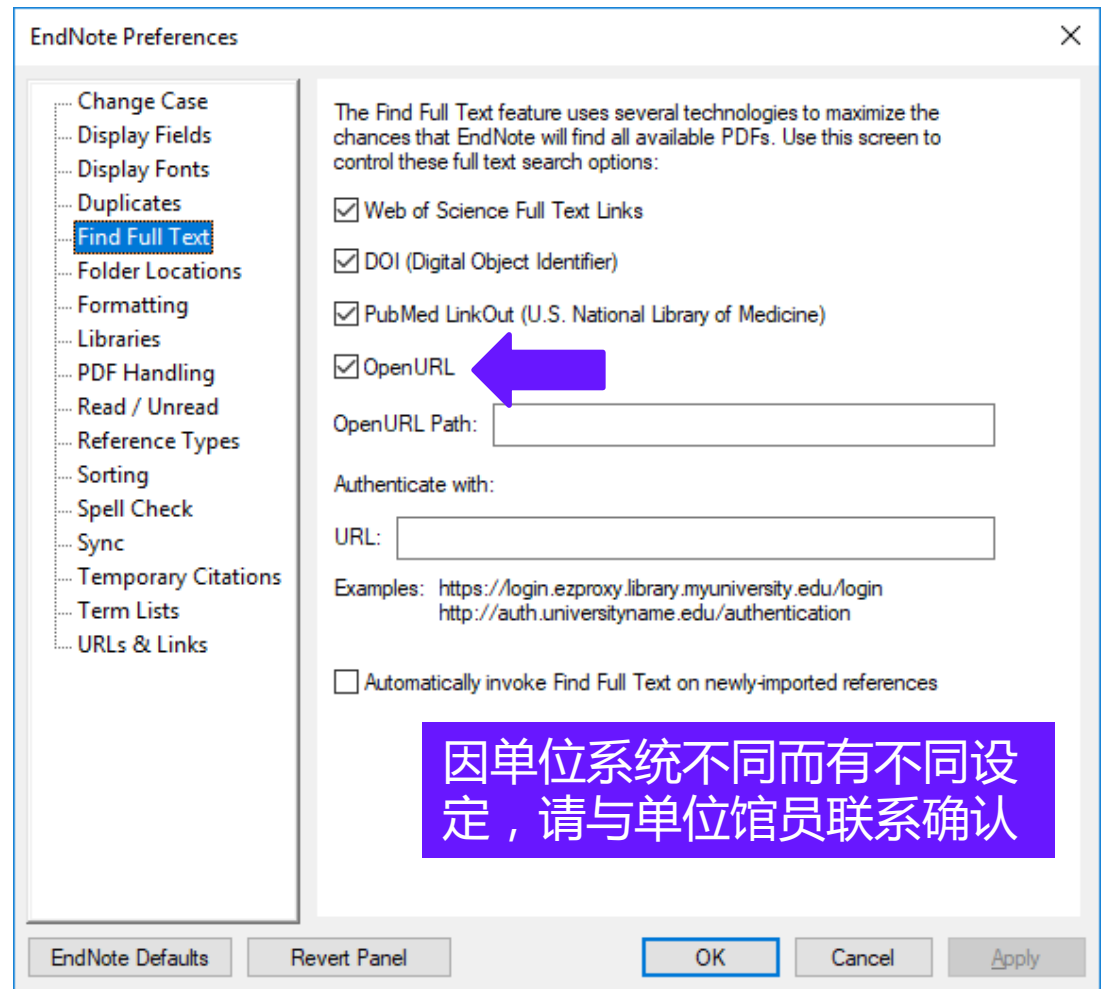 EndNote Preferences
Change Case
Display Fields
Display Fonts
Duplicates
Find Full Text
Folder Locations
Formatting
Libraries
PDF Handling
Read / Unread
Reference Types
Sorting
Spell Check
Sync
Temporary Citations
Term Lists
URLs & Links
The Find Full Text feature uses several technologies to maximize the
chances that EndNote will find all available PDFs. Use this screen to
control these full text search options:
Web of Science Full Text Links
DOI (Digital Object Identifier)
PubMed LinkOut (U.S. National Library of Medicine)
OpenURL
OpenURL Path:
Authenticate with:
URL:
Examples: https://login.ezproxy.library.myuniversity.edu/login
http://auth.universityname.edu/authentication
Automatically invoke Find Full Text on newly-imported references
因单位系统不同而有不同设
定，请与单位馆员联系确认
EndNote Defaults
Revert Panel
OK
Cancel
Apply